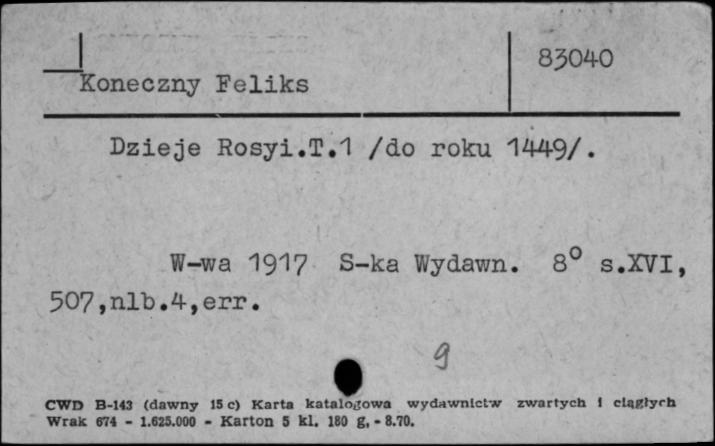 83040
Koneczny Feliks
Dzieje Rosyi.T.1 /do roku 1449/.
W-wa 1917 S-ka Wydawn. 8° s.XVI,
507,nlb.4,err.
9
CWD B-143 (dawny 15 c) Karta katalogowa wydawnictw zwartych i ciągłych
Wrak 674 - 1.625.000 - Karton 5 kl. 180 g. - 8.70.